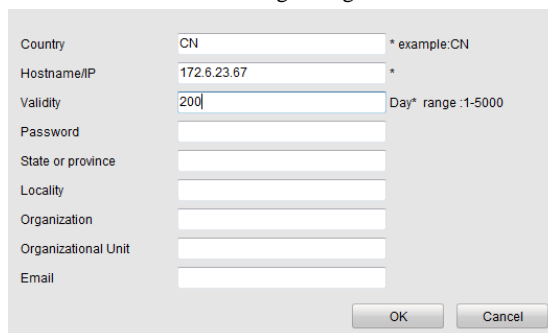 Country CN * example:CN
Hostname/IP 172.6.23.67 *
Validity 200 Day* range :1-5000
Password
State or province
Locality
Organization
Organizational Unit
Email
OK Cancel